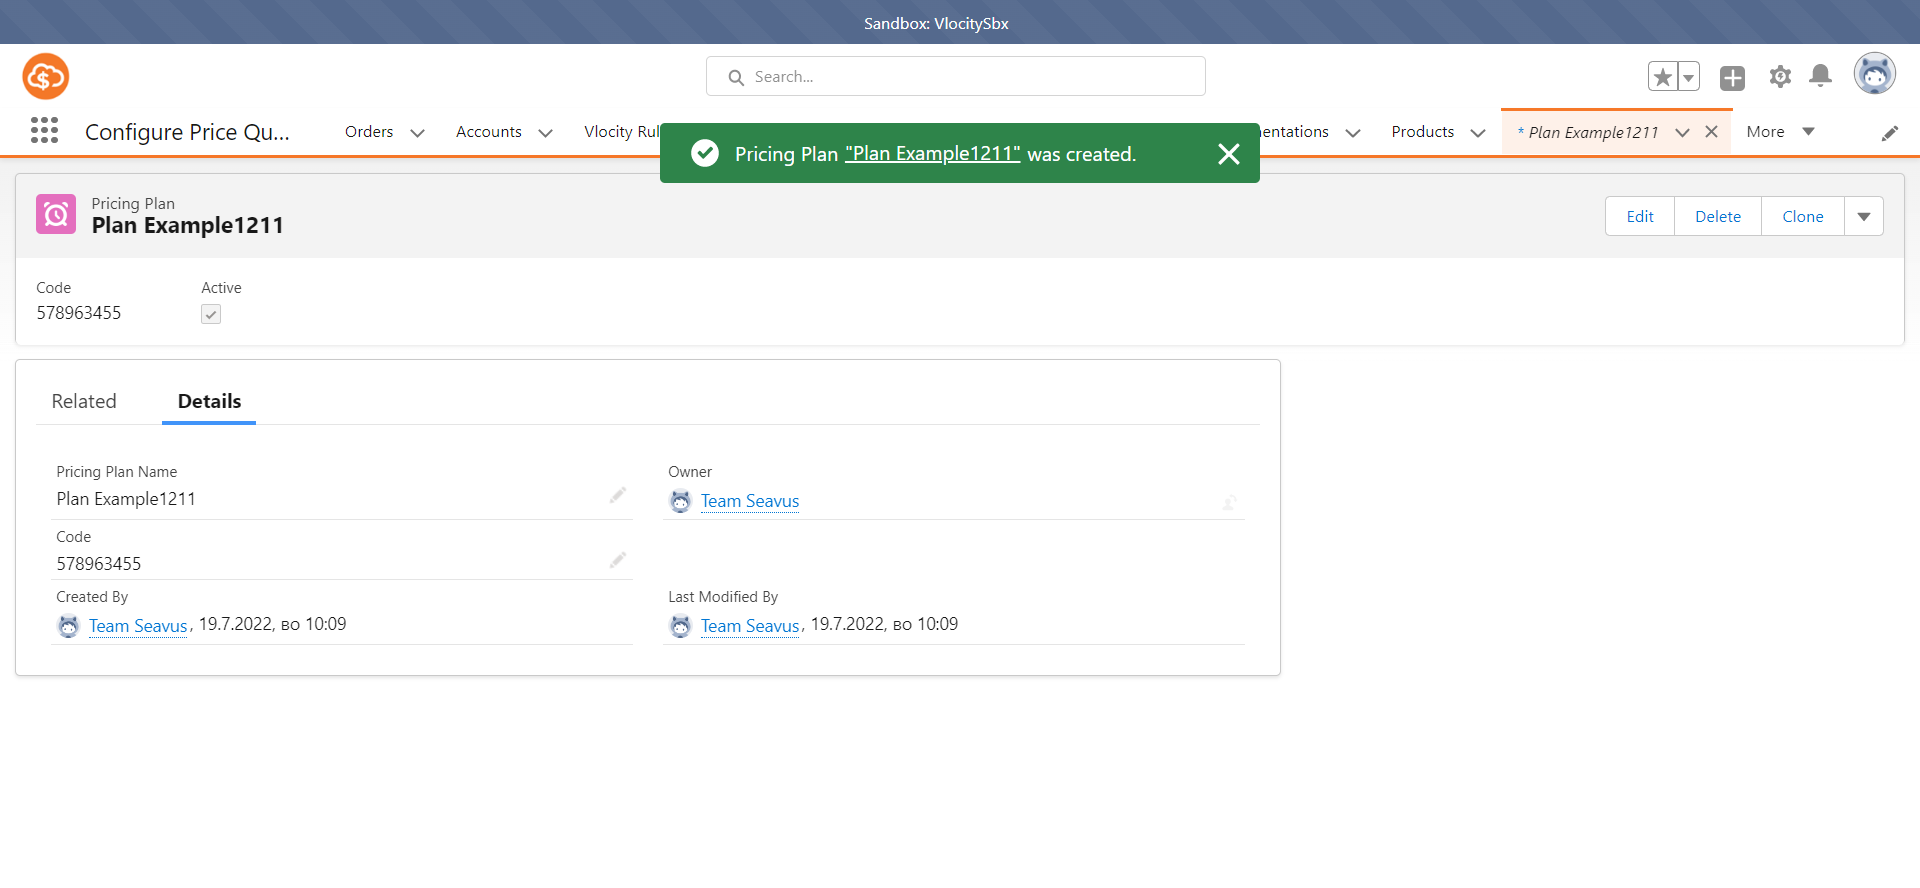 Sandbox: VlocitySbx
Search...
Configure Price Qu...
Orders
Accounts
Vlocity Rul
entations
Products
* Plan Example1211
More
Pricing Plan "Plan Example1211" was created.
Pricing Plan
Plan Example1211
Edit
Delete
Clone
Code
Active
578963455
Related
Details
Pricing Plan Name
Owner
Plan Example1211
Team Seavus
Code
578963455
Created By
Last Modified By
Team Seavus, 19.7.2022, во 10:09
Team Seavus, 19.7.2022, во 10:09